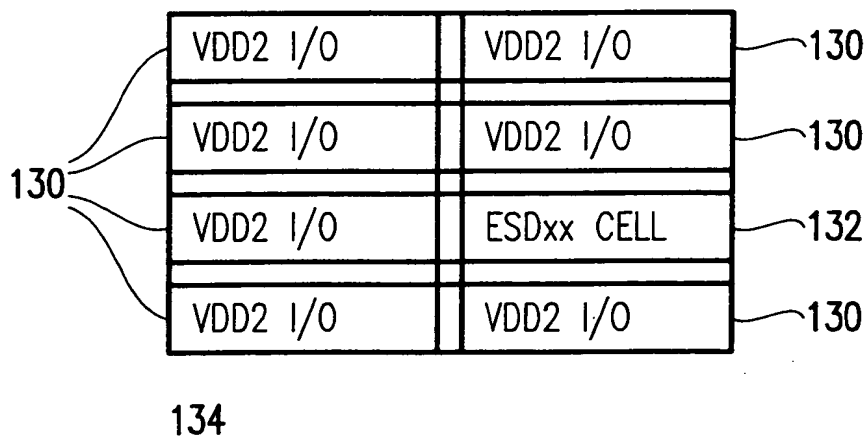 VDD2 I/O VDD2 I/O 130
VDD2 I/O VDD2 I/O 130
130
VDD2 I/O ESDxx CELL 132
VDD2 I/O VDD2 I/O 130
134